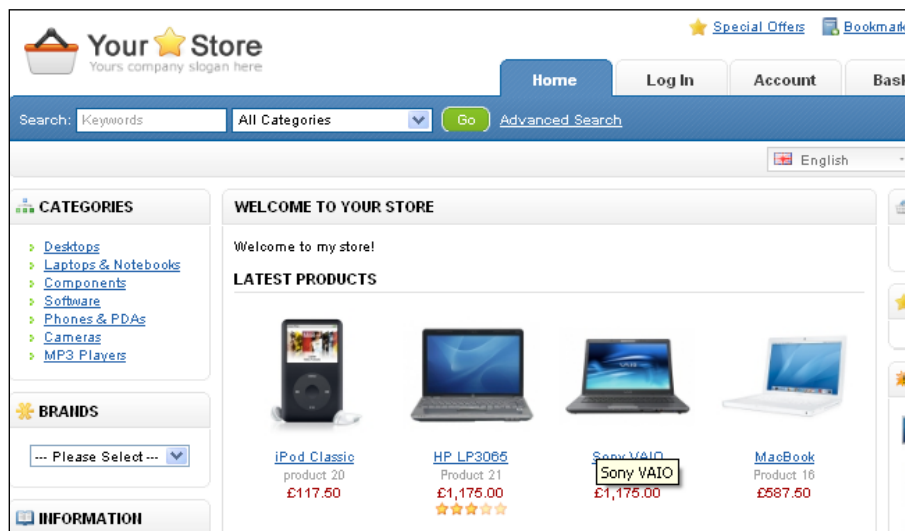 Your Store
Yours company slogan here
Special Offers
Bookmark
Home
Log In
Account
Bask
Search:
Keywords
All Categories
Go
Advanced Search
English
CATEGORIES
Desktops
Laptops & Notebooks
Components
Software
Phones & PDAs
Cameras
MP3 Players
BRANDS
--- Please Select ---
INFORMATION
WELCOME TO YOUR STORE
Welcome to my store!
LATEST PRODUCTS
iPod Classic
product 20
£117.50
HP LP3065
Product 21
£1,175.00
Sony VAIO
Sony VAIO
£1,175.00
MacBook
Product 16
£587.50